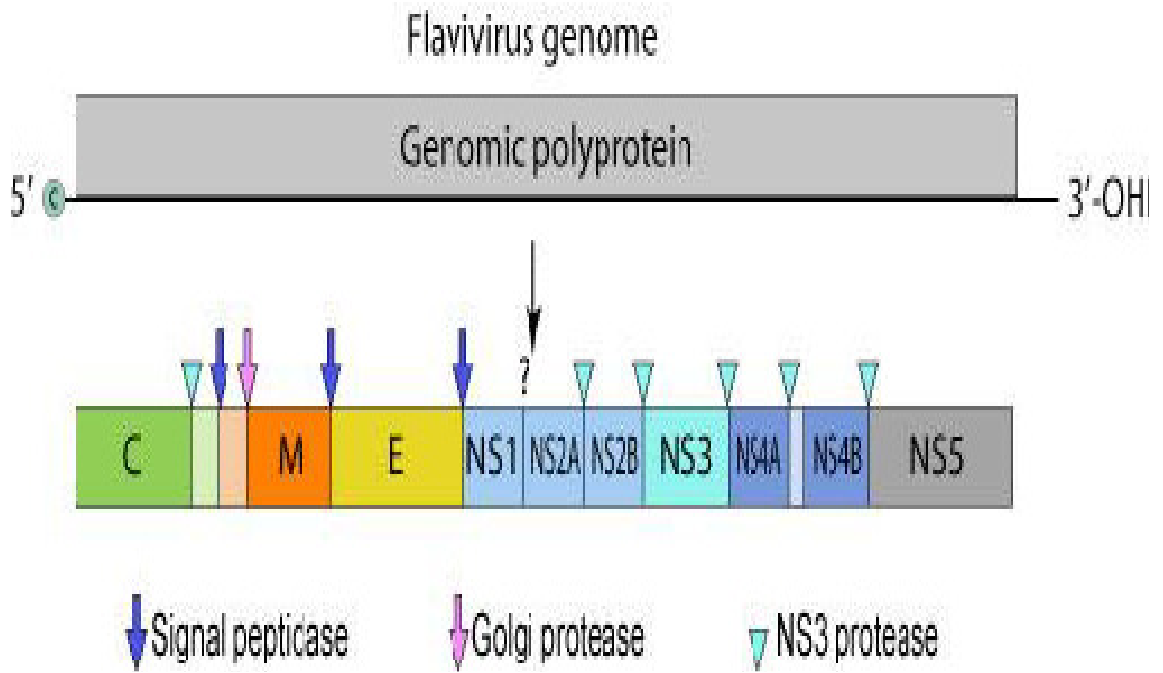 Flavivirus genome
Genomic polyprotein
5' C 3'-OH
?
C M E NS1 NS2A NS2B NS3 NS4A NS4B NS5
Signal pepticase Golgi protease NS3 protease